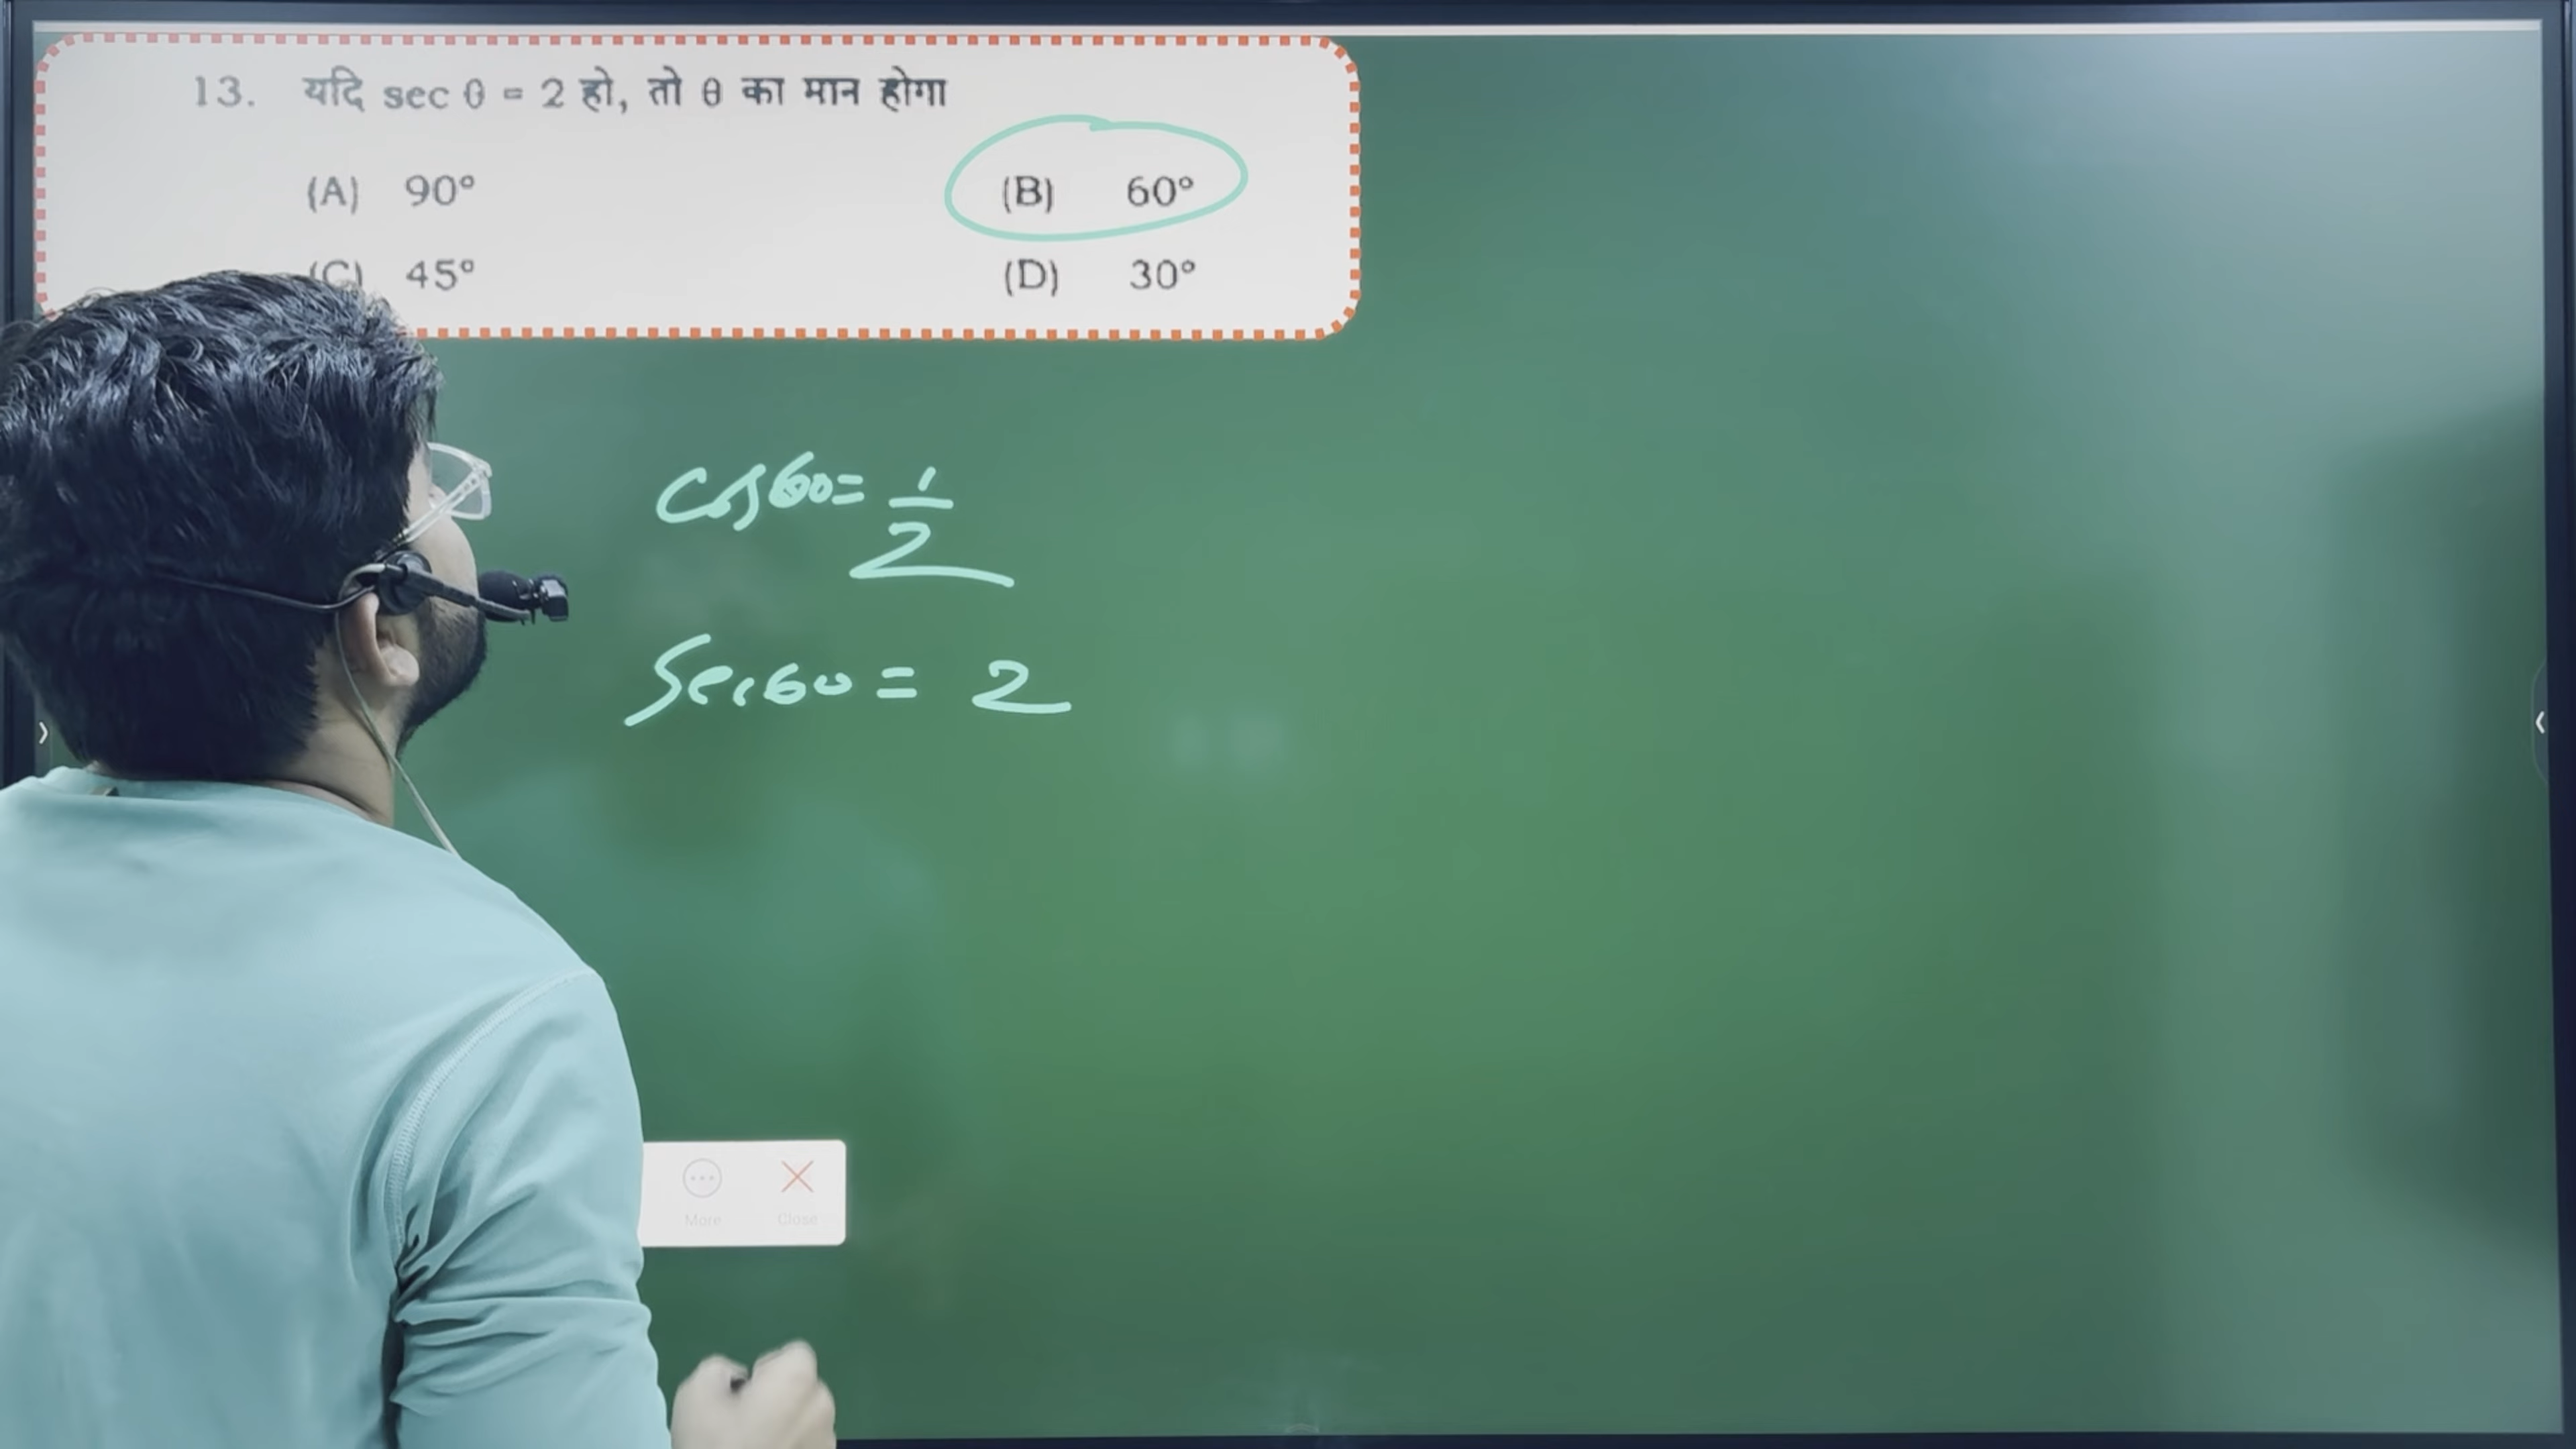 13. यदि sec θ = 2 हो, तो θ का मान होगा
(A) 90° (B) 60°
(C) 45° (D) 30°
cos60= 1/2
Sec60 = 2
More Close